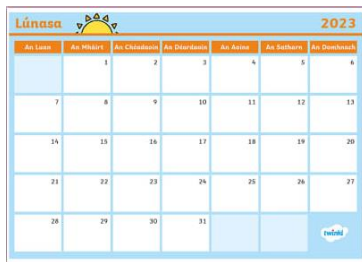 Lúnasa 2023
An Luan An Mháirt An Chéadaoin An Déardaoin An Aoine An Satharn An Domhnach
1 2 3 4 5 6
7 8 9 10 11 12 13
14 15 16 17 18 19 20
21 22 23 24 25 26 27
28 29 30 31
twinkl